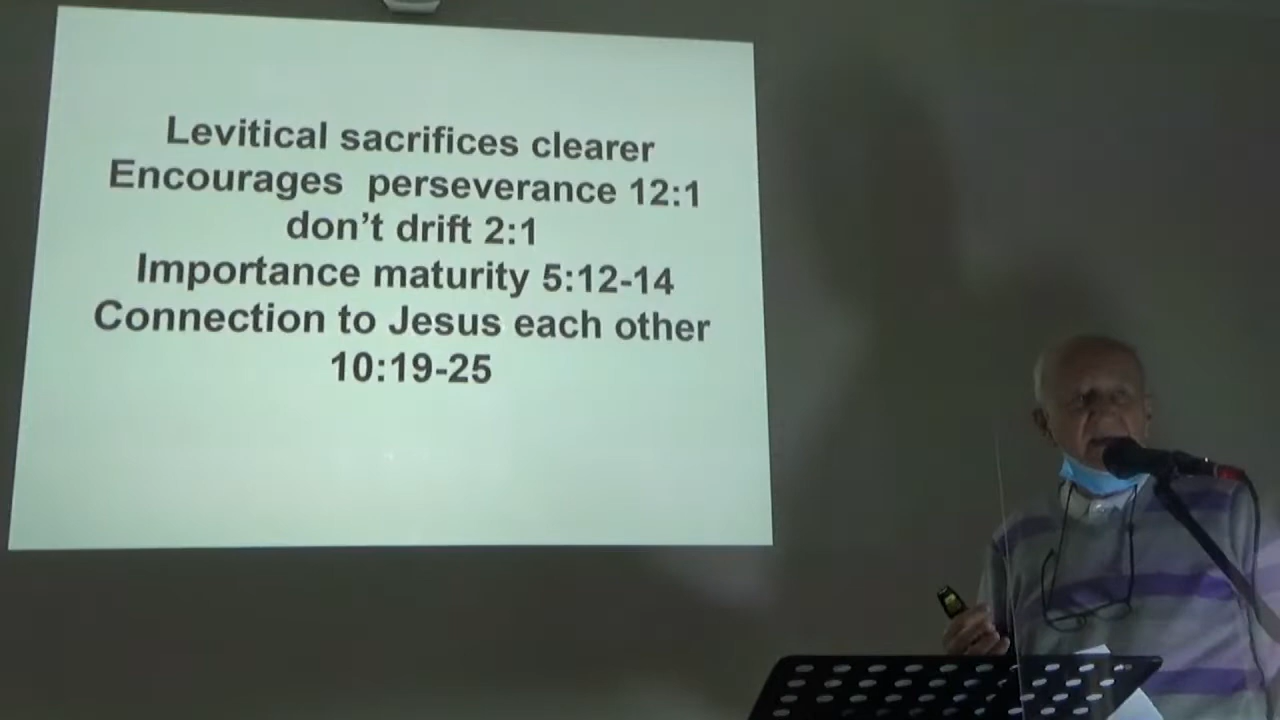 Levitical sacrifices clearer
Encourages  perseverance 12:1
don’t drift 2:1
Importance maturity 5:12-14
Connection to Jesus each other
10:19-25